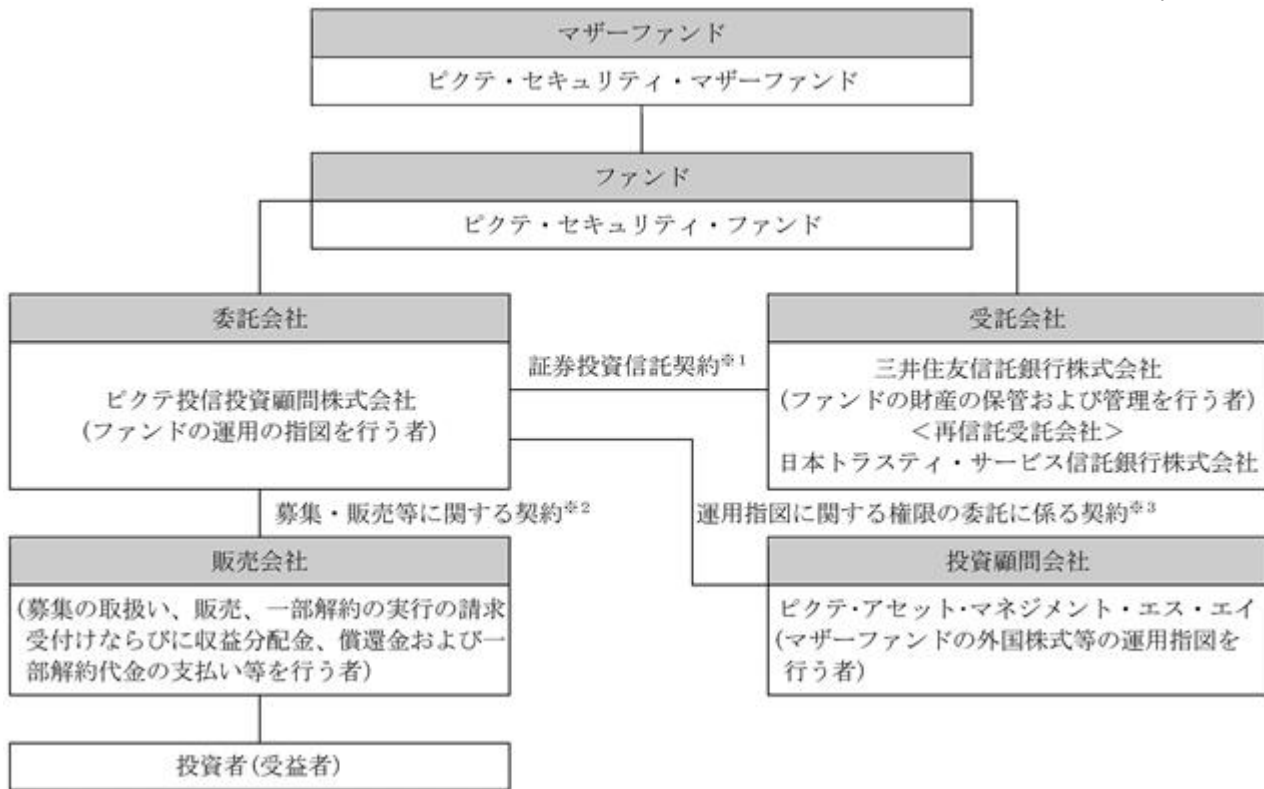 マザーファンド
ピクテ・セキュリティ・マザーファンド
ファンド
ピクテ・セキュリティ・ファンド
委託会社
ピクテ投信投資顧問株式会社
(ファンドの運用の指図を行う者)
証券投資信託契約※1
受託会社
三井住友信託銀行株式会社
(ファンドの財産の保管および管理を行う者)
＜再信託受託会社＞
日本トラスティ・サービス信託銀行株式会社
募集・販売等に関する契約※2
運用指図に関する権限の委託に係る契約※3
販売会社
(募集の取扱い、販売、一部解約の実行の請求
受付けならびに収益分配金、償還金および一
部解約代金の支払い等を行う者)
投資顧問会社
ピクテ・アセット・マネジメント・エス・エイ
(マザーファンドの外国株式等の運用指図を
行う者)
投資者(受益者)